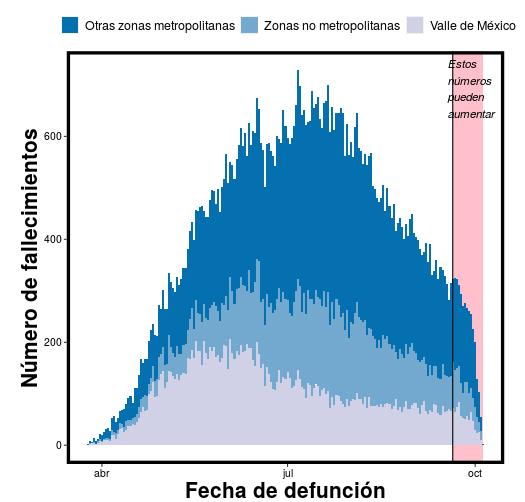 Otras zonas metropolitanas Zonas no metropolitanas Valle de México
Estos
números
pueden
aumentar
Número de fallecimientos
600
400
200
0
abr jul oct
Fecha de defunción